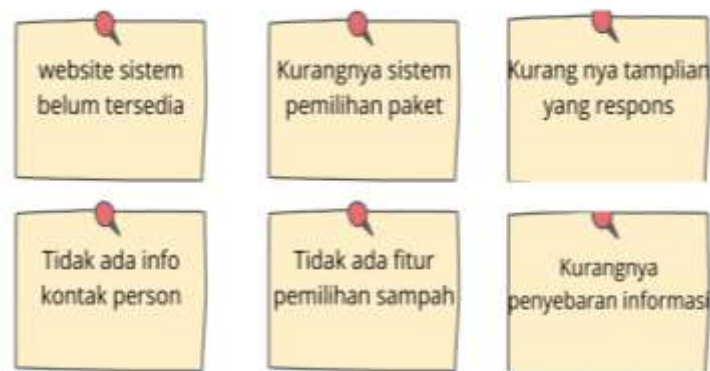 website sistem
belum tersedia
Kurangnya sistem
pemilihan paket
Kurang nya tamplian
yang respons
Tidak ada info
kontak person
Tidak ada fitur
pemilihan sampah
Kurangnya
penyebaran informasi